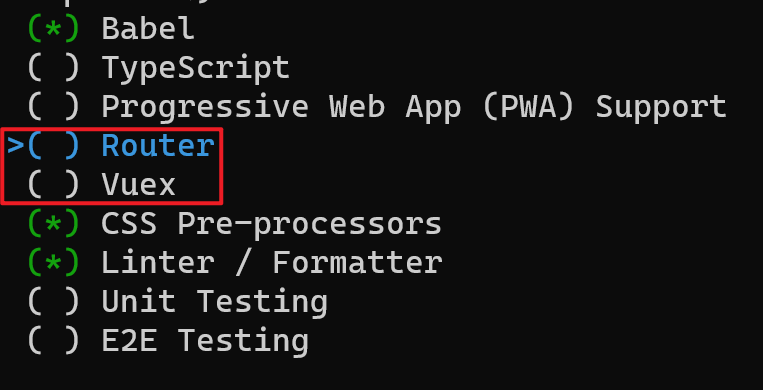 (*) Babel
( ) TypeScript
( ) Progressive Web App (PWA) Support
>( ) Router
( ) Vuex
(*) CSS Pre-processors
(*) Linter / Formatter
( ) Unit Testing
( ) E2E Testing